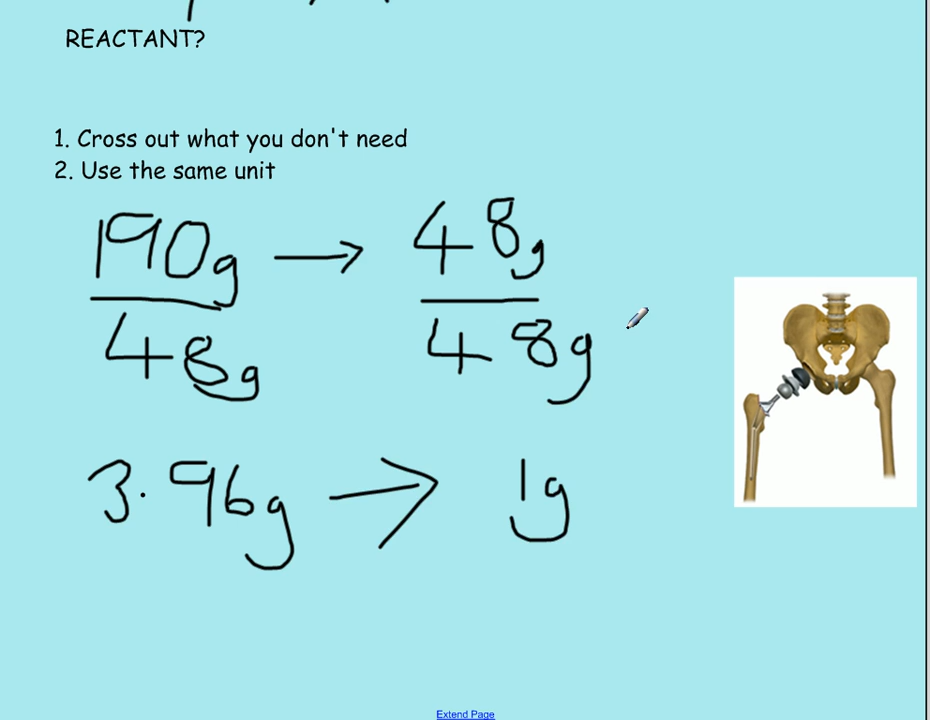 REACTANT?
1. Cross out what you don't need
2. Use the same unit
190g → 48g
48g 48g
3.96g → 1g
Extend Page